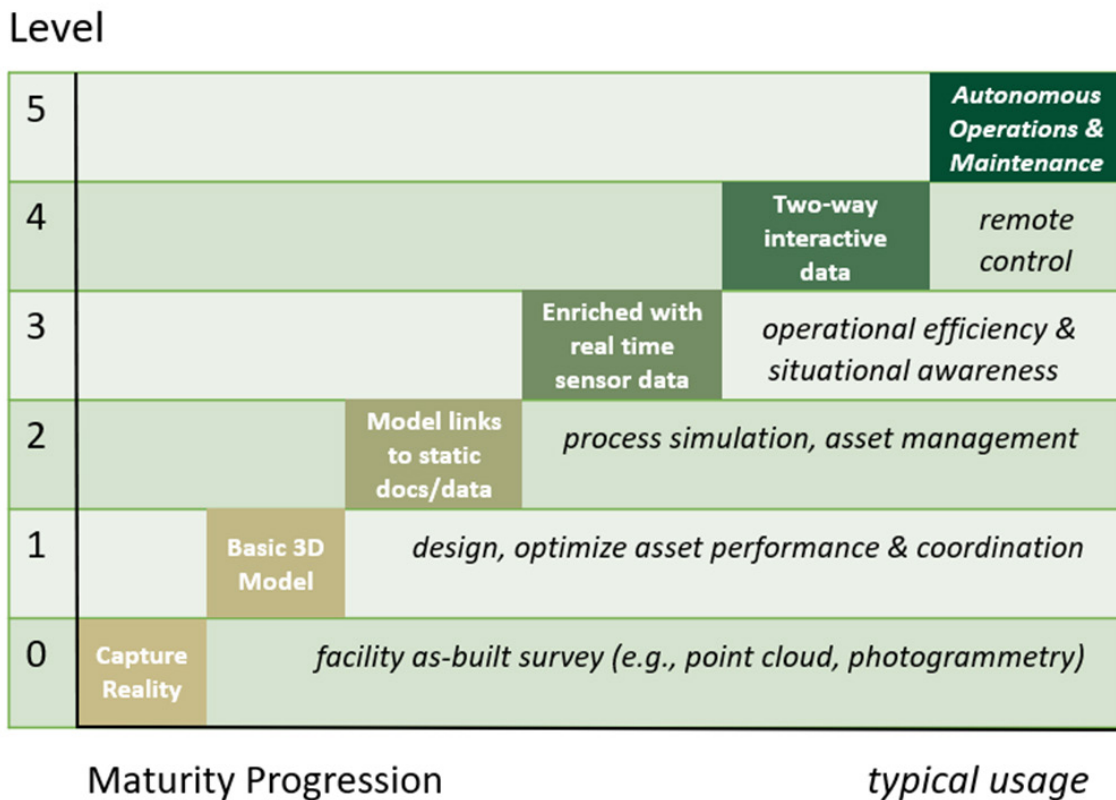 Level
5
Autonomous
Operations &
Maintenance
4
Two-way
interactive
data
remote
control
3
Enriched with
real time
sensor data
operational efficiency &
situational awareness
2
Model links
to static
docs/data
process simulation, asset management
1
Basic 3D
Model
design, optimize asset performance & coordination
0
Capture
Reality
facility as-built survey (e.g., point cloud, photogrammetry)
Maturity Progression
typical usage